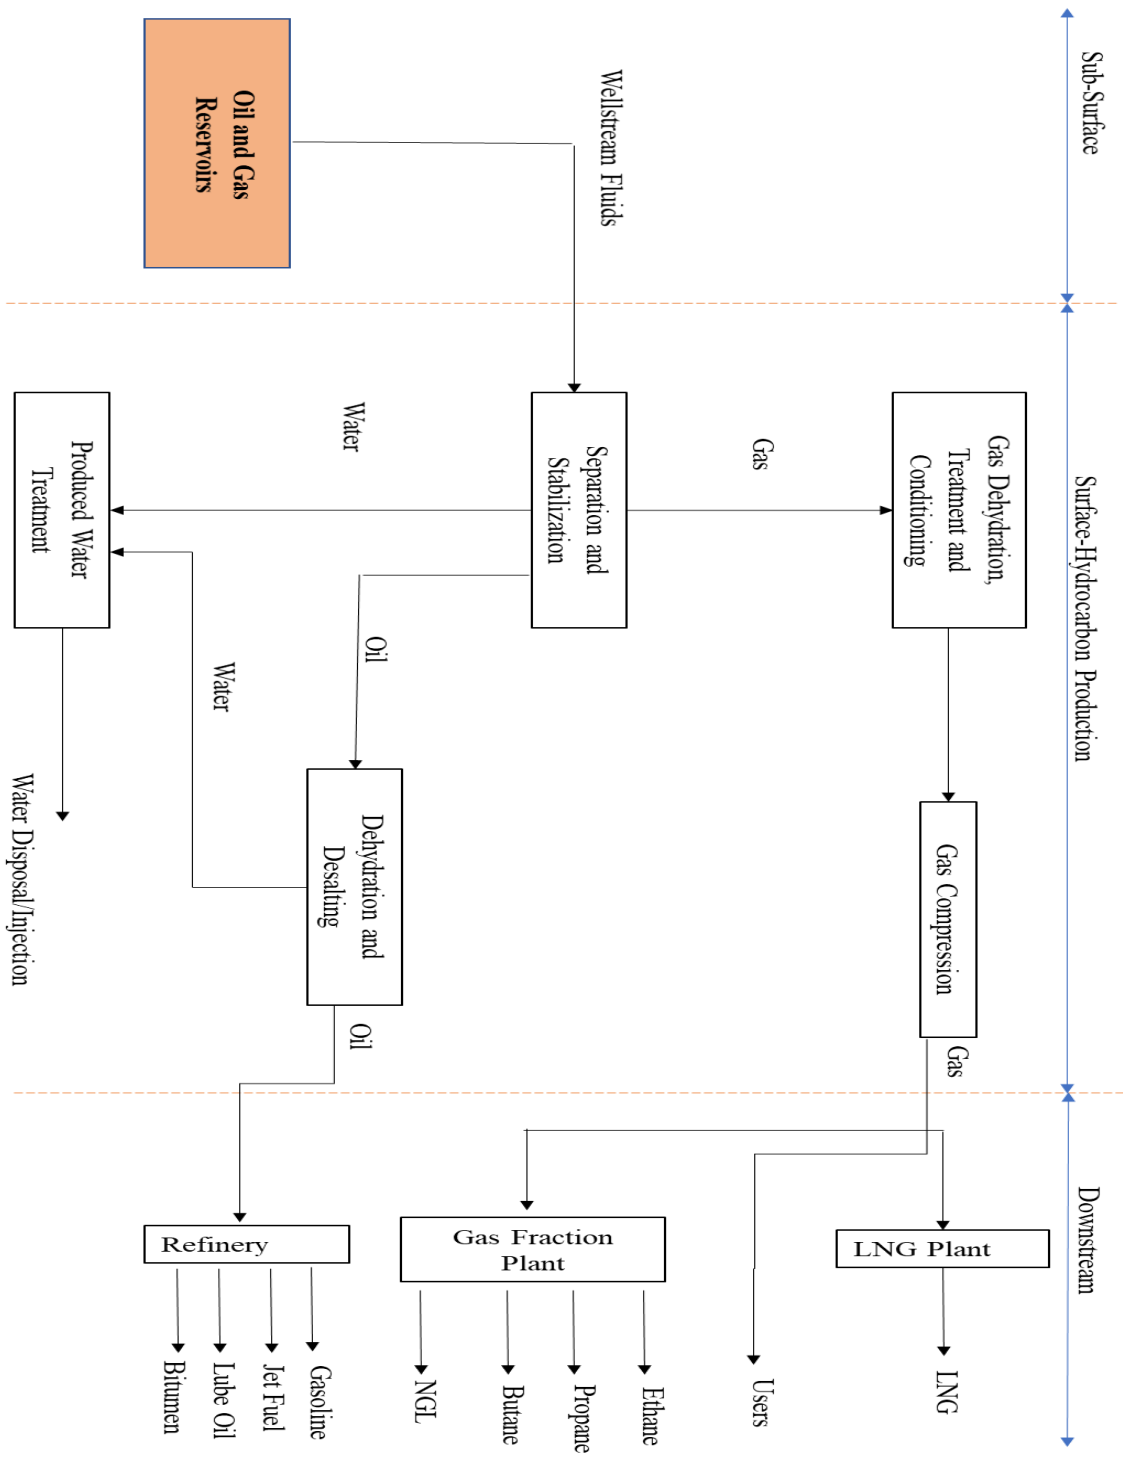 Sub-Surface
Surface-Hydrocarbon Production
Downstream
Oil and Gas
Reservoirs
Wellstream Fluids
Gas Dehydration,
Treatment and
Conditioning
Gas
Separation and
Stabilization
Water
Produced Water
Treatment
Oil
Water
Water Disposal/Injection
Dehydration and
Desalting
Oil
Gas Compression
Gas
LNG Plant
LNG
Users
Gas Fraction
Plant
Ethane
Propane
Butane
NGL
Refinery
Gasoline
Jet Fuel
Lube Oil
Bitumen